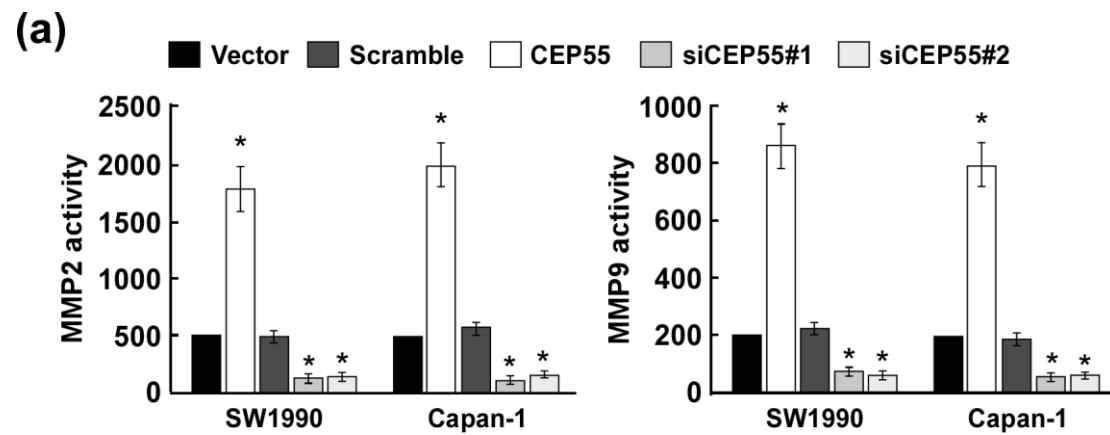 (a)
Vector Scramble CEP55 siCEP55#1 siCEP55#2
MMP2 activity
2500
2000
1500
1000
500
0
* * * * * *
SW1990 Capan-1
MMP9 activity
1000
800
600
400
200
0
* * * * * *
SW1990 Capan-1